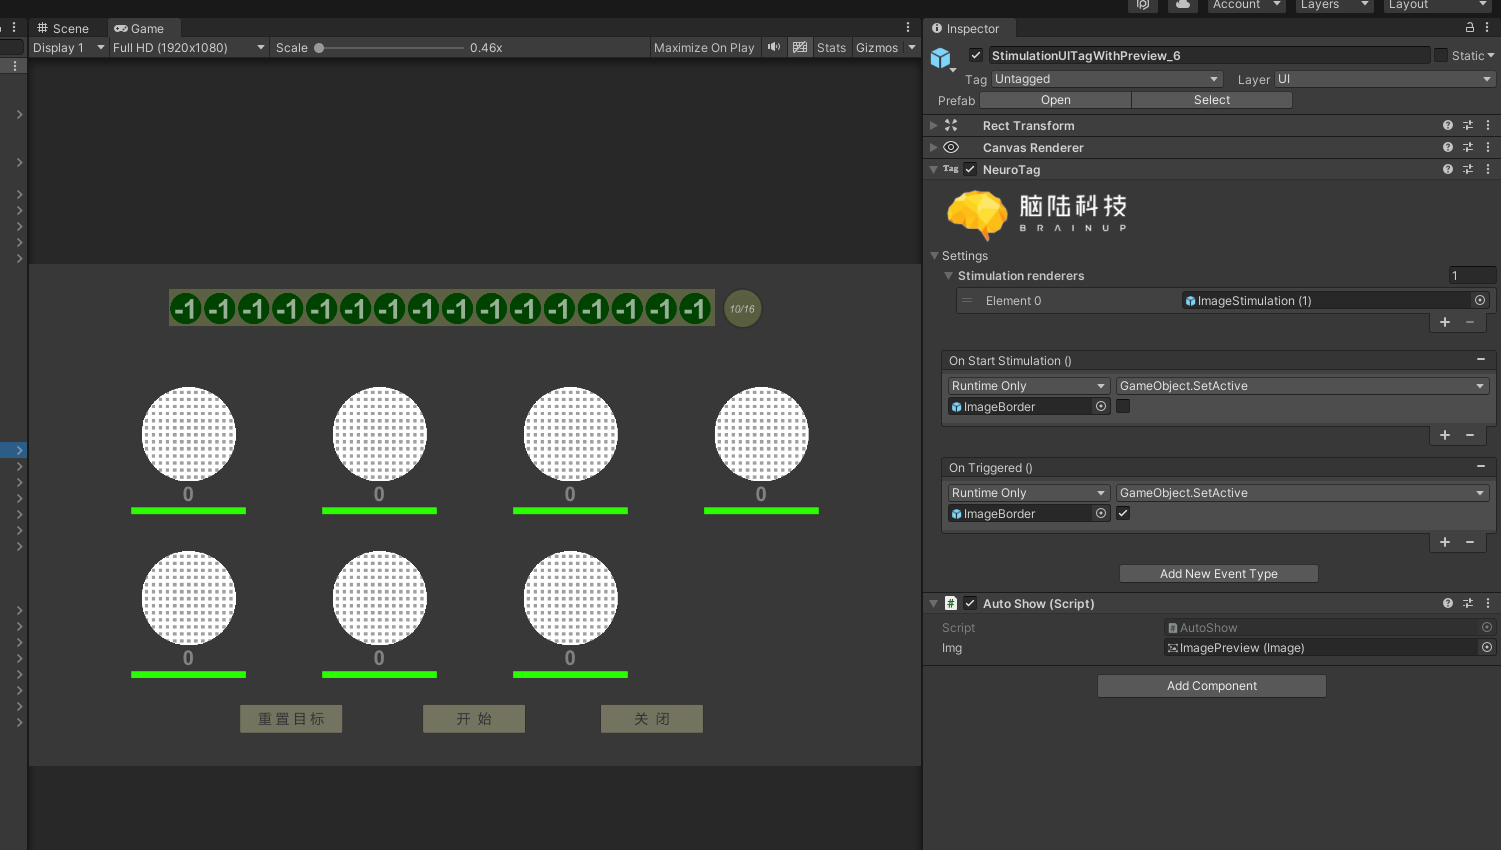 Account
Layers
Layout
Scene
Game
Inspector
Display 1
Full HD (1920x1080)
Scale
0.46x
Maximize On Play
Stats
Gizmos
StimulationUITagWithPreview_6
Static
Tag
Untagged
Layer
UI
Prefab
Open
Select
Rect Transform
Canvas Renderer
Tag
NeuroTag
脑陆科技
BRAINUP
Settings
Stimulation renderers
1
Element 0
ImageStimulation (1)
On Start Stimulation ()
Runtime Only
GameObject.SetActive
ImageBorder
On Triggered ()
Runtime Only
GameObject.SetActive
ImageBorder
Add New Event Type
Auto Show (Script)
Script
AutoShow
Img
ImagePreview (Image)
Add Component
-1 -1 -1 -1 -1 -1 -1 -1 -1 -1 -1 -1 -1 -1 -1 -1
10/16
0 0 0 0
0 0 0
重置目标
开 始
关 闭